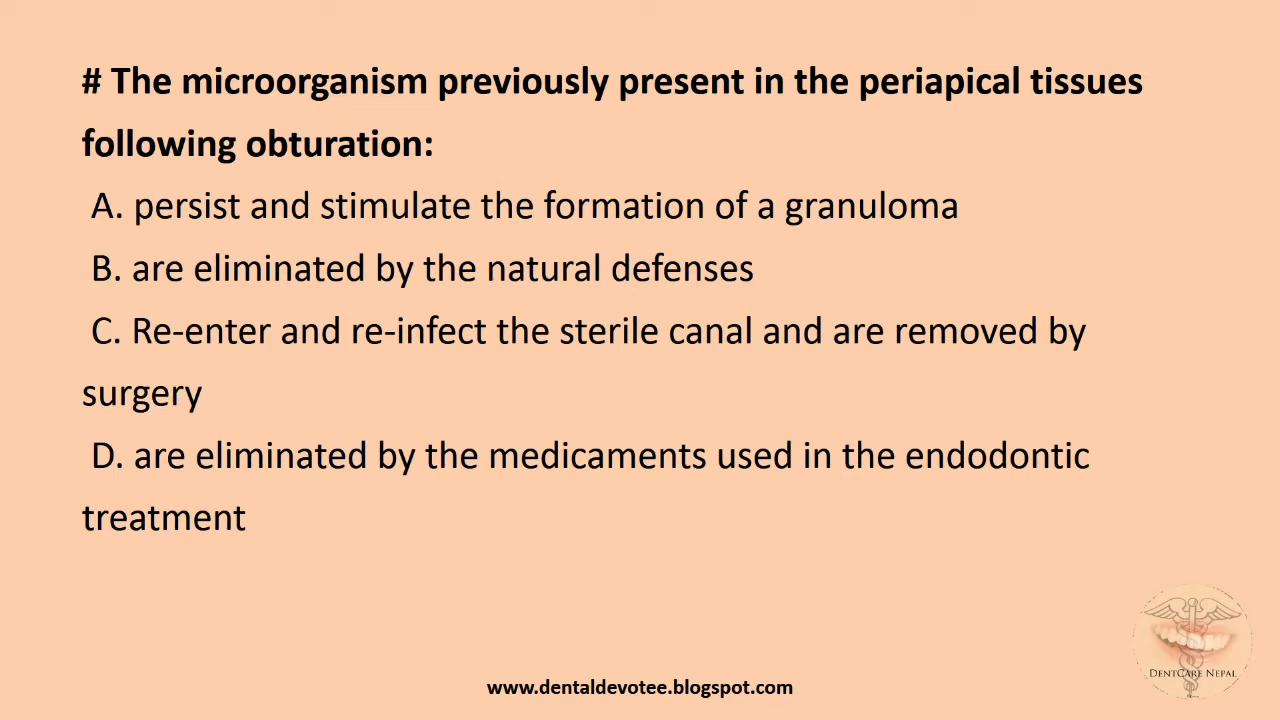 # The microorganism previously present in the periapical tissues
following obturation:
A. persist and stimulate the formation of a granuloma
B. are eliminated by the natural defenses
C. Re-enter and re-infect the sterile canal and are removed by
surgery
D. are eliminated by the medicaments used in the endodontic
treatment
DENTCARE NEPAL
www.dentaldevotee.blogspot.com